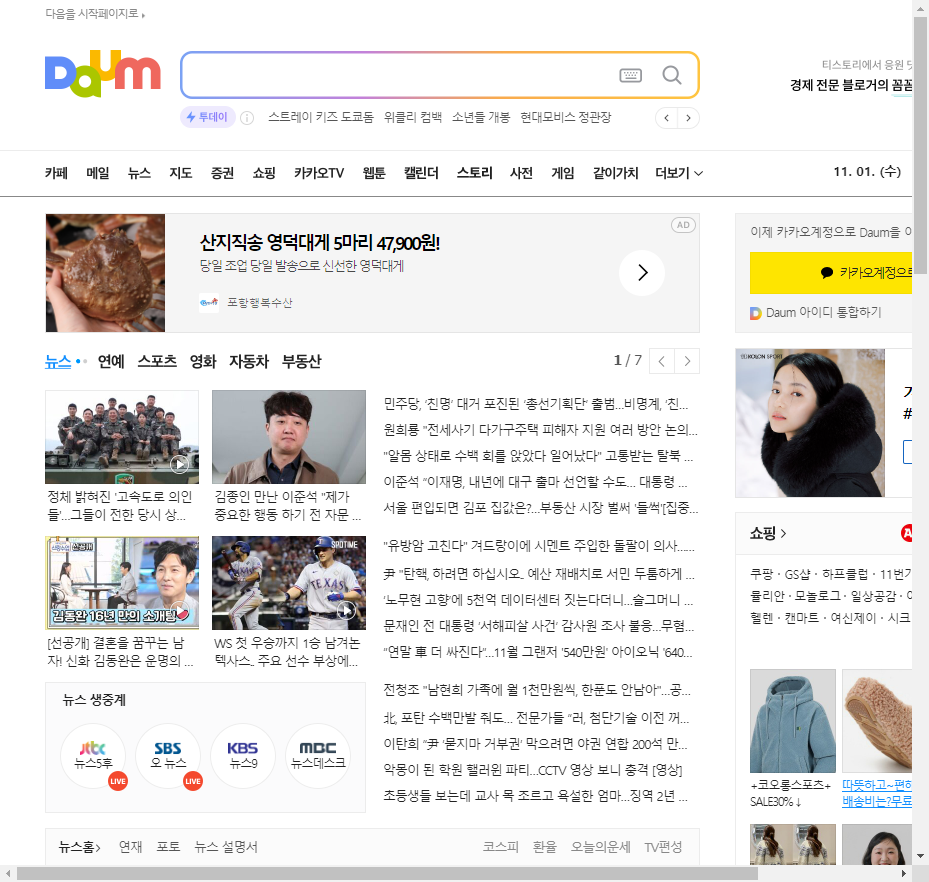 다음을 시작페이지로
Daum
티스토리에서 응원
경제 전문 블로거의 꼼꼼
투데이
스트레이 키즈 도쿄돔 위클리 컴백 소년들 개봉 현대모비스 정관장
카페 메일 뉴스 지도 증권 쇼핑 카카오TV 웹툰 캘린더 스토리 사전 게임 같이가치 더보기
11. 01. (수)
산지직송 영덕대게 5마리 47,900원!
당일 조업 당일 발송으로 신선한 영덕대게
포항행복수산
AD
이제 카카오계정으로 Daum을 이
카카오계정으로
Daum 아이디 통합하기
뉴스 연예 스포츠 영화 자동차 부동산
1 / 7
정체 밝혀진 '고속도로 의인
들'…그들이 전한 당시 상…
김종인 만난 이준석 "제가
중요한 행동 하기 전 자문 …
신랑수업 선공개
김동완 16년 만의 소개팅
[선공개] 결혼을 꿈꾸는 남
자! 신화 김동완은 운명의 …
SPOTIME
TEXAS
WS 첫 우승까지 1승 남겨논
텍사스.. 주요 선수 부상에…
민주당, '친명' 대거 포진된 '총선기획단' 출범…비명계, '친…
원희룡 "전세사기 다가구주택 피해자 지원 여러 방안 논의…
"알몸 상태로 수백 회를 앉았다 일어났다" 고통받는 탈북 …
이준석 "이재명, 내년에 대구 출마 선언할 수도… 대통령 …
서울 편입되면 김포 집값은?…부동산 시장 벌써 '들썩'[집중…
"유방암 고친다" 겨드랑이에 시멘트 주입한 돌팔이 의사……
尹 "탄핵, 하려면 하십시오.. 예산 재배치로 서민 두툼하게 …
'노무현 고향'에 5천억 데이터센터 짓는다더니…슬그머니 …
문재인 전 대통령 '서해피살 사건' 감사원 조사 불응…무혐…
"연말 車 더 싸진다"…11월 그랜저 '540만원' 아이오닉 '640…
전청조 "남현희 가족에 월 1천만원씩, 한푼도 안남아"…공…
北, 포탄 수백만발 줘도… 전문가들 "러, 첨단기술 이전 꺼…
이탄희 "尹 '묻지마 거부권' 막으려면 야권 연합 200석 만…
악몽이 된 학원 핼러윈 파티…CCTV 영상 보니 충격 [영상]
초등생들 보는데 교사 목 조르고 욕설한 엄마…징역 2년 …
뉴스 생중계
jtbc
뉴스5후
LIVE
SBS
오 뉴스
LIVE
KBS
뉴스9
MBC
뉴스데스크
뉴스홈 연재 포토 뉴스 설명서
코스피 환율 오늘의운세 TV편성
KOLON SPORT
쇼핑
쿠팡 · GS샵 · 하프클럽 · 11번가
뮬리안 · 모놀로그 · 일상공감 ·
헬렌 · 캔마트 · 여신제이 · 시크
+코오롱스포츠+
SALE30%↓
따뜻하고~편하
배송비는?무료